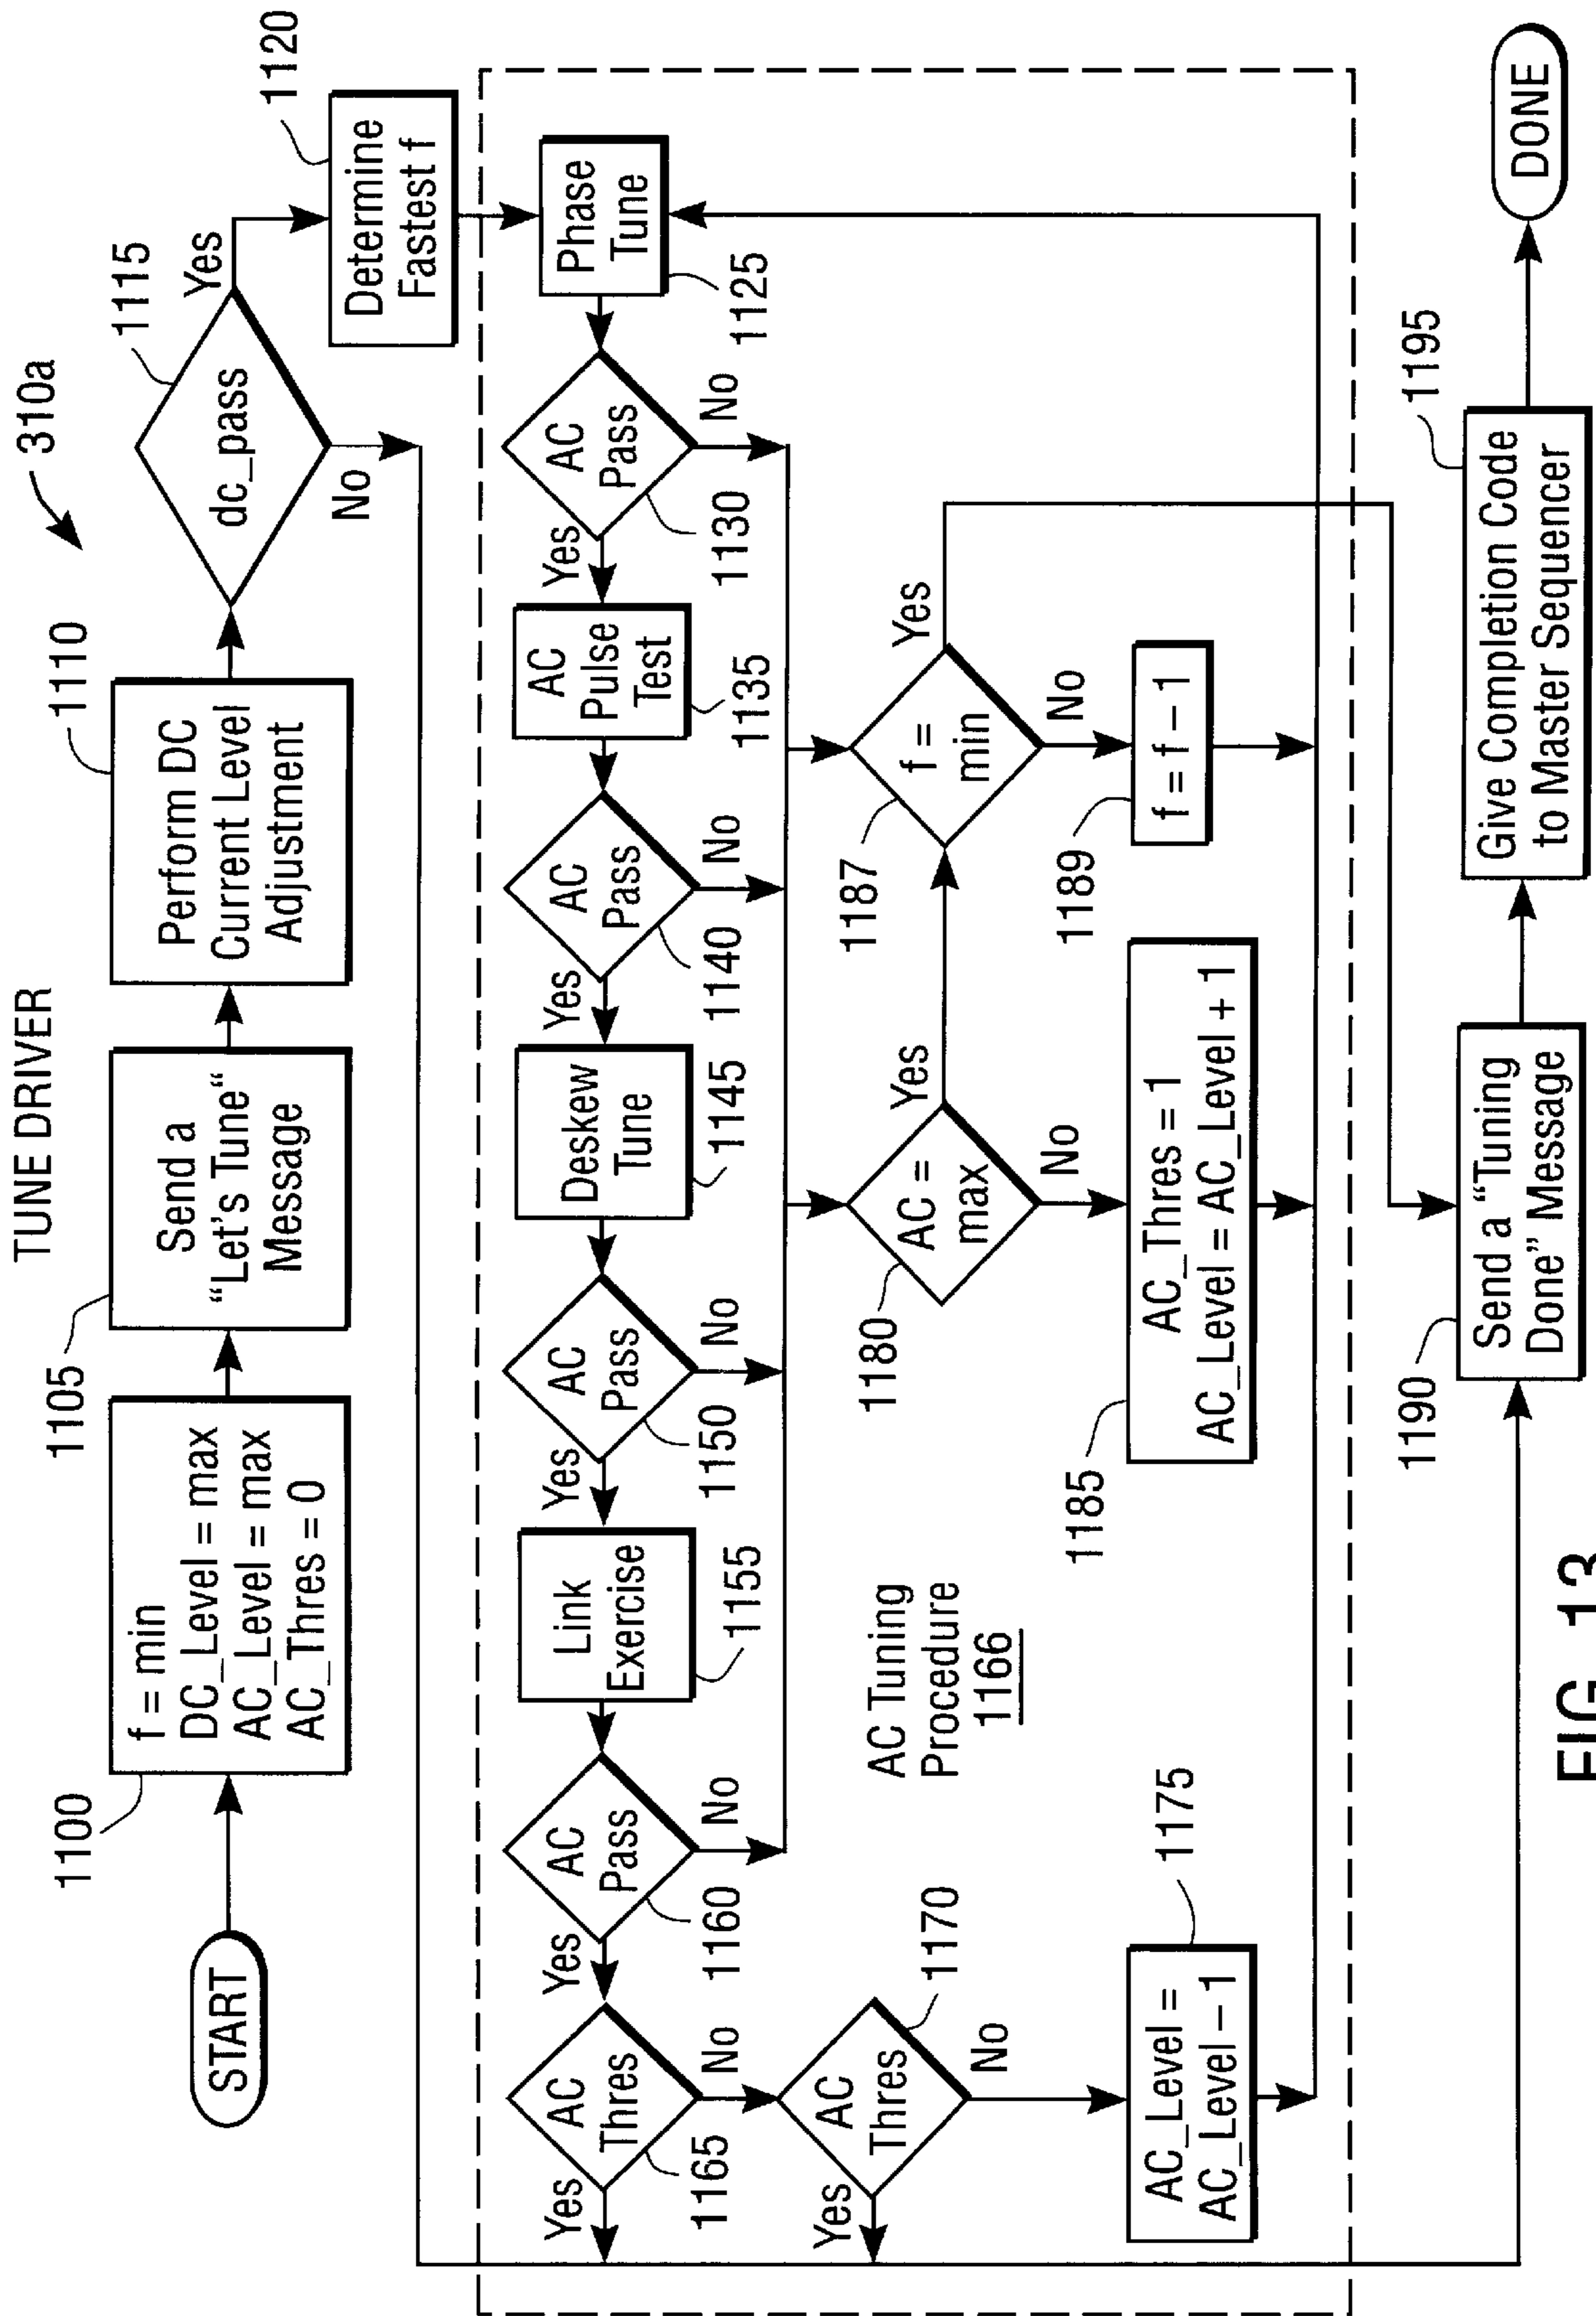 TUNE DRIVER
310a
START
1100
f = min
DC_Level = max
AC_Level = max
AC_Thres = 0
1105
Send a
“Let's Tune“
Message
1110
Perform DC
Current Level
Adjustment
1115
dc_pass
Yes
No
1120
Determine
Fastest f
Phase
Tune
1125
AC
Pass
No
1130
Yes
AC
Pulse
Test
1135
AC
Pass
No
1140
Yes
Deskew
Tune
1145
AC
Pass
No
1150
Yes
Link
Exercise
1155
AC
Pass
No
1160
Yes
AC
Thres
No
1165
Yes
AC
Thres
1170
Yes
No
AC_Level =
AC_Level – 1
1175
AC Tuning
Procedure
1166
1180
AC =
max
Yes
No
1185
AC_Thres = 1
AC_Level = AC_Level + 1
1187
f =
min
Yes
No
1189
f = f – 1
1190
Send a “Tuning
Done” Message
1195
Give Completion Code
to Master Sequencer
DONE
FIG. 13